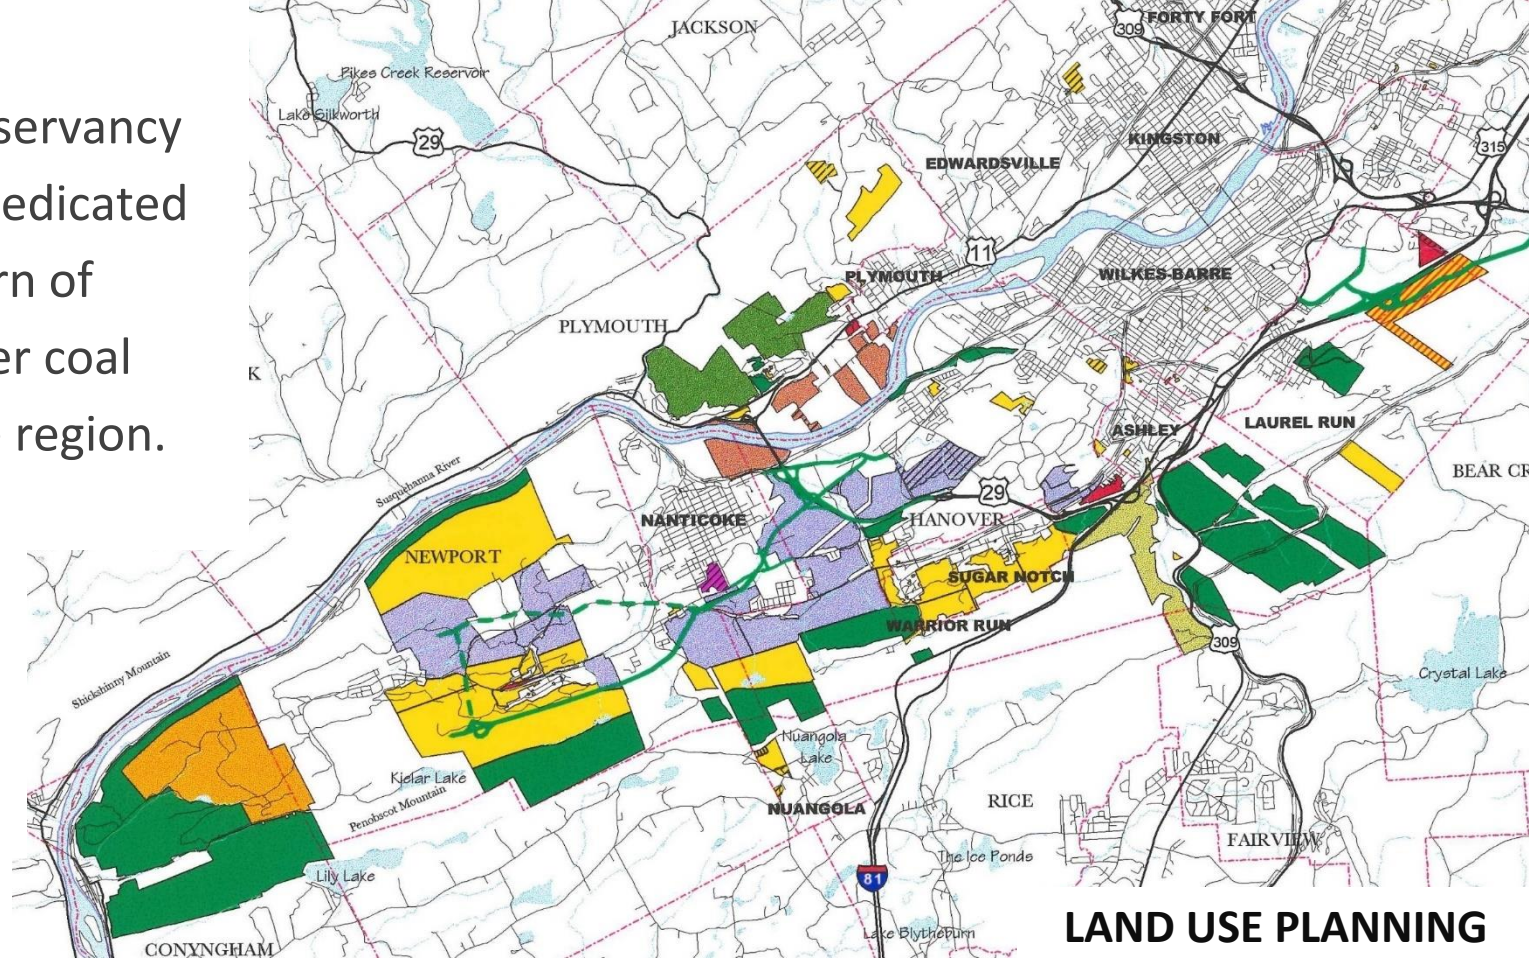 servancy
edicated
rn of
er coal
region.
JACKSON
309
FORTY FORT
Pikes Creek Reservoir
Lake Silkworth
29
KINGSTON
315
EDWARDSVILLE
11
PLYMOUTH
WILKES-BARRE
PLYMOUTH
K
ASHLEY
LAUREL RUN
BEAR CR
Susquehanna River
29
NANTICOKE
HANOVER
NEWPORT
SUGAR NOTCH
WARRIOR RUN
309
Shickshinny Mountain
Crystal Lake
Nuangola
Lake
Kielar Lake
Penobscot Mountain
NUANGOLA
RICE
FAIRVIEW
The Ice Ponds
Lily Lake
81
Lake Blytheburn
CONYNGHAM
LAND USE PLANNING